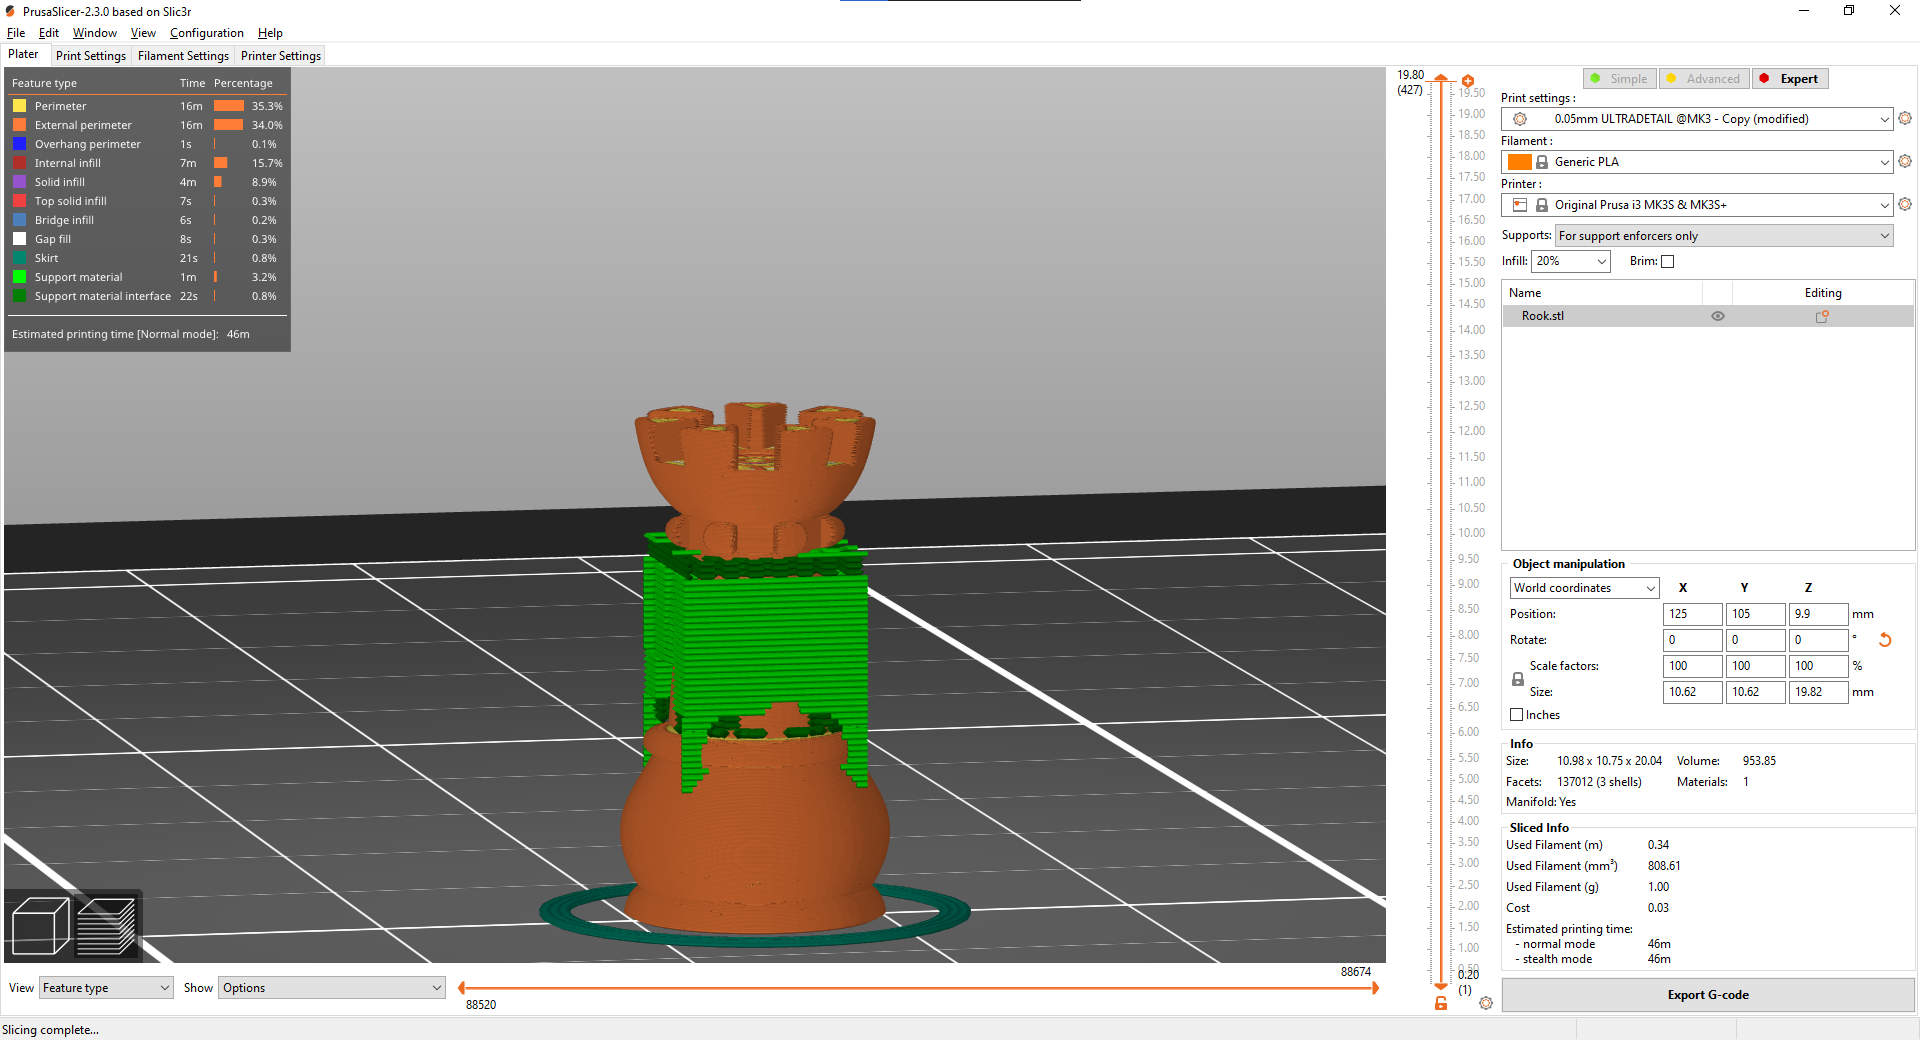 PrusaSlicer-2.3.0 based on Slic3r
File Edit Window View Configuration Help
Plater Print Settings Filament Settings Printer Settings
Feature type Time Percentage
Perimeter 16m 35.3%
External perimeter 16m 34.0%
Overhang perimeter 1s 0.1%
Internal infill 7m 15.7%
Solid infill 4m 8.9%
Top solid infill 7s 0.3%
Bridge infill 6s 0.2%
Gap fill 8s 0.3%
Skirt 21s 0.8%
Support material 1m 3.2%
Support material interface 22s 0.8%
Estimated printing time [Normal mode]: 46m
19.80
(427)
19.50
19.00
18.50
18.00
17.50
17.00
16.50
16.00
15.50
15.00
14.50
14.00
13.50
13.00
12.50
12.00
11.50
11.00
10.50
10.00
9.50
9.00
8.50
8.00
7.50
7.00
6.50
6.00
5.50
5.00
4.50
4.00
3.50
3.00
2.50
2.00
1.50
1.00
0.50
0.20
(1)
Simple Advanced Expert
Print settings :
0.05mm ULTRADETAIL @MK3 - Copy (modified)
Filament :
Generic PLA
Printer :
Original Prusa i3 MK3S & MK3S+
Supports: For support enforcers only
Infill: 20% Brim:
Name Editing
Rook.stl
Object manipulation
World coordinates X Y Z
Position: 125 105 9.9 mm
Rotate: 0 0 0 °
Scale factors: 100 100 100 %
Size: 10.62 10.62 19.82 mm
Inches
Info
Size: 10.98 x 10.75 x 20.04 Volume: 953.85
Facets: 137012 (3 shells) Materials: 1
Manifold: Yes
Sliced Info
Used Filament (m) 0.34
Used Filament (mm³) 808.61
Used Filament (g) 1.00
Cost 0.03
Estimated printing time:
- normal mode 46m
- stealth mode 46m
Export G-code
View Feature type Show Options
88674
88520
Slicing complete...